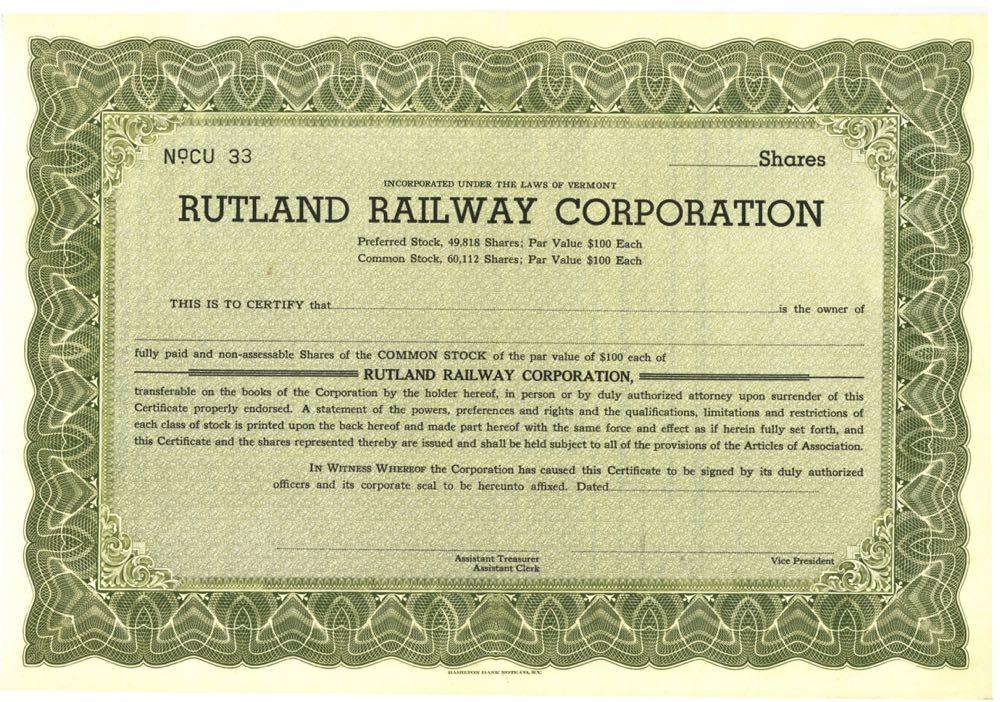 NoCU 33
Shares
INCORPORATED UNDER THE LAWS OF VERMONT
RUTLAND RAILWAY CORPORATION
Preferred Stock, 49,818 Shares; Par Value $100 Each
Common Stock, 60,112 Shares; Par Value $100 Each
THIS IS TO CERTIFY that is the owner of
fully paid and non-assessable Shares of the COMMON STOCK of the par value of $100 each of
RUTLAND RAILWAY CORPORATION,
transferable on the books of the Corporation by the holder hereof, in person or by duly authorized attorney upon surrender of this
Certificate properly endorsed. A statement of the powers, preferences and rights and the qualifications, limitations and restrictions of
each class of stock is printed upon the back hereof and made part hereof with the same force and effect as if herein fully set forth, and
this Certificate and the shares represented thereby are issued and shall be held subject to all of the provisions of the Articles of Association.
IN WITNESS WHEREOF the Corporation has caused this Certificate to be signed by its duly authorized
officers and its corporate seal to be hereunto affixed. Dated
Assistant Treasurer
Assistant Clerk
Vice President
HAMILTON BANK NOTE CO., N.Y.